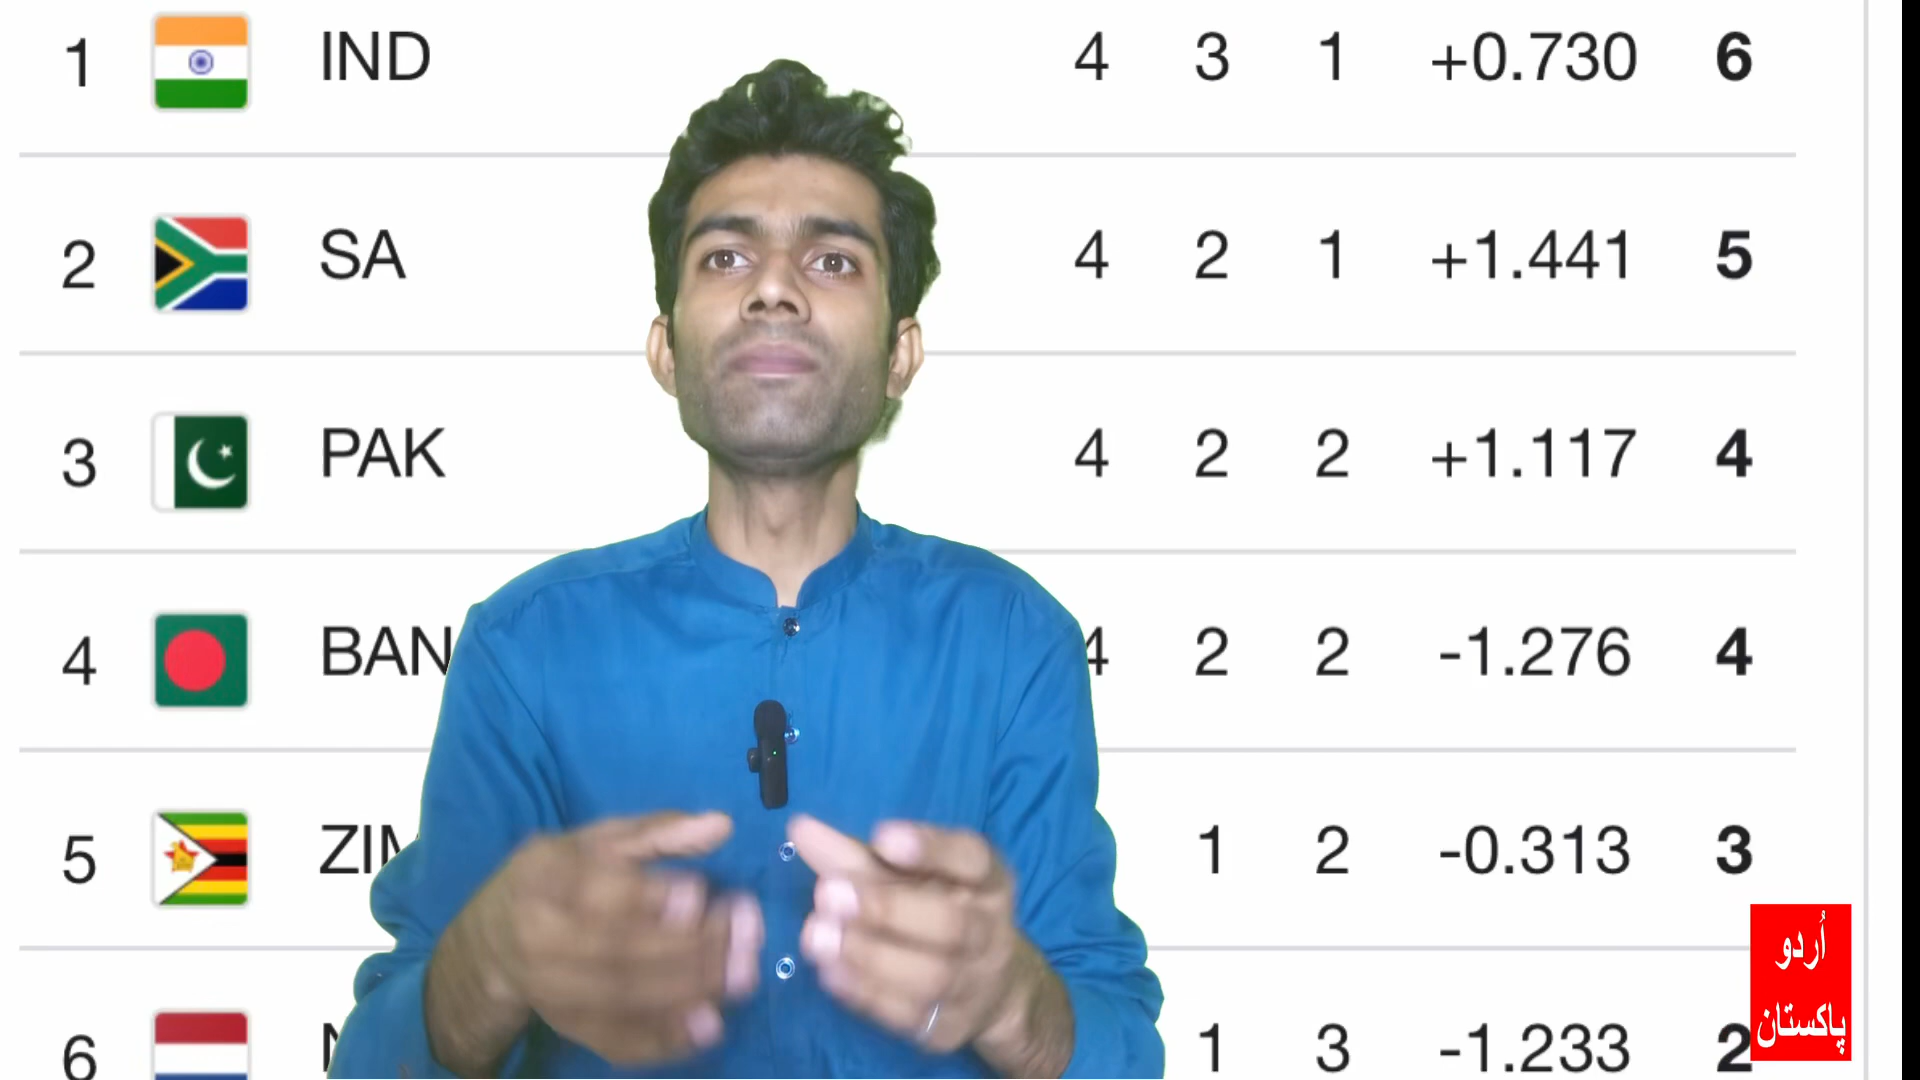 1 IND 4 3 1 +0.730 6
2 SA 4 2 1 +1.441 5
3 PAK 4 2 2 +1.117 4
4 BAN 4 2 2 -1.276 4
5 ZIM 1 2 -0.313 3
6 1 3 -1.233 2
اُردو
پاکستان